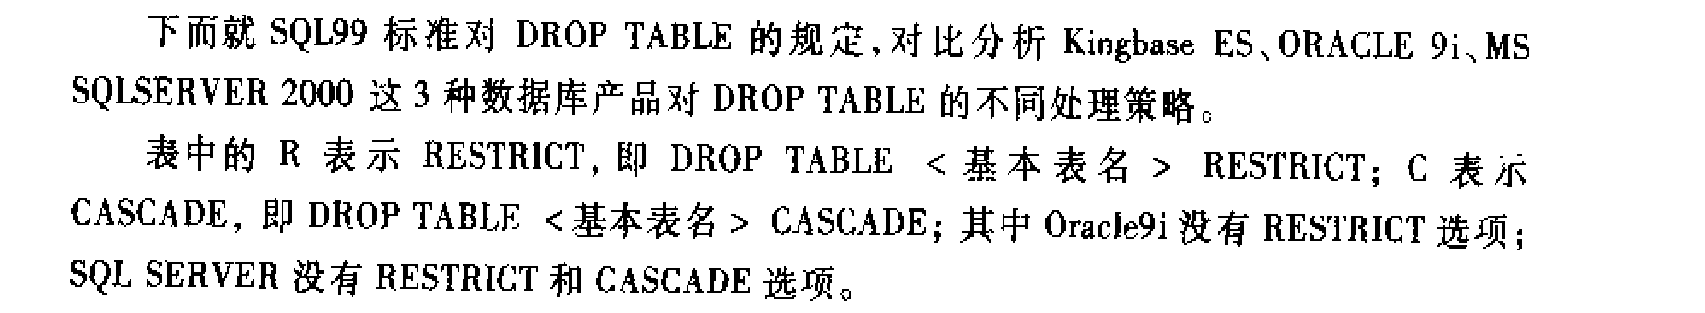 下而就 SQL99 标准对 DROP TABLE 的规定,对比分析 Kingbase ES、ORACLE 9i、MS
SQLSERVER 2000 这 3 种数据库产品对 DROP TABLE 的不同处理策略。
表中的 R 表示 RESTRICT, 即 DROP TABLE < 基本表名 > RESTRICT; C 表示
CASCADE, 即 DROP TABLE <基本表名> CASCADE; 其中 Oracle9i 没有 RESTRICT 选项;
SQL SERVER 没有 RESTRICT 和 CASCADE 选项。